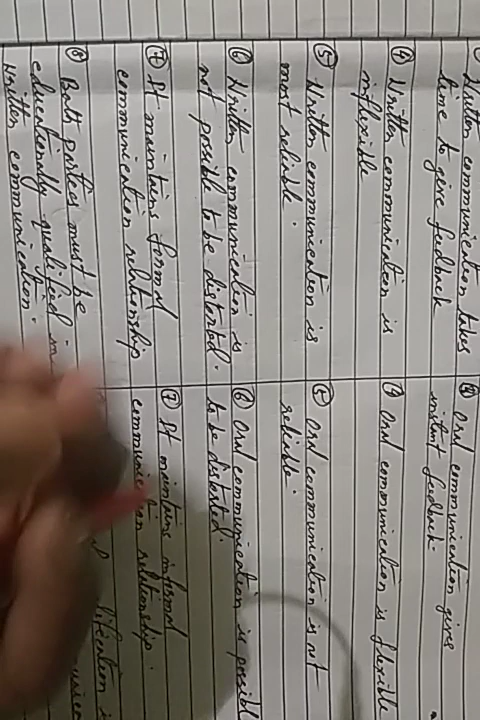 Written communication takes
time to give feedback
④ Written communication is
inflexible
⑤ Written communication is
most reliable.
⑥ Written communication is
not possible to be distorted.
⑦ It maintains formal
communication relationship
⑧ Both parties must be
educationally qualified in
written communication.
Oral communication gives
instant feedback.
④ Oral communication is flexible
⑤ Oral communication is not
reliable.
⑥ Oral communication is possible
to be distorted.
⑦ It maintains informal
communication relationship.